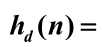 h_d(n) =